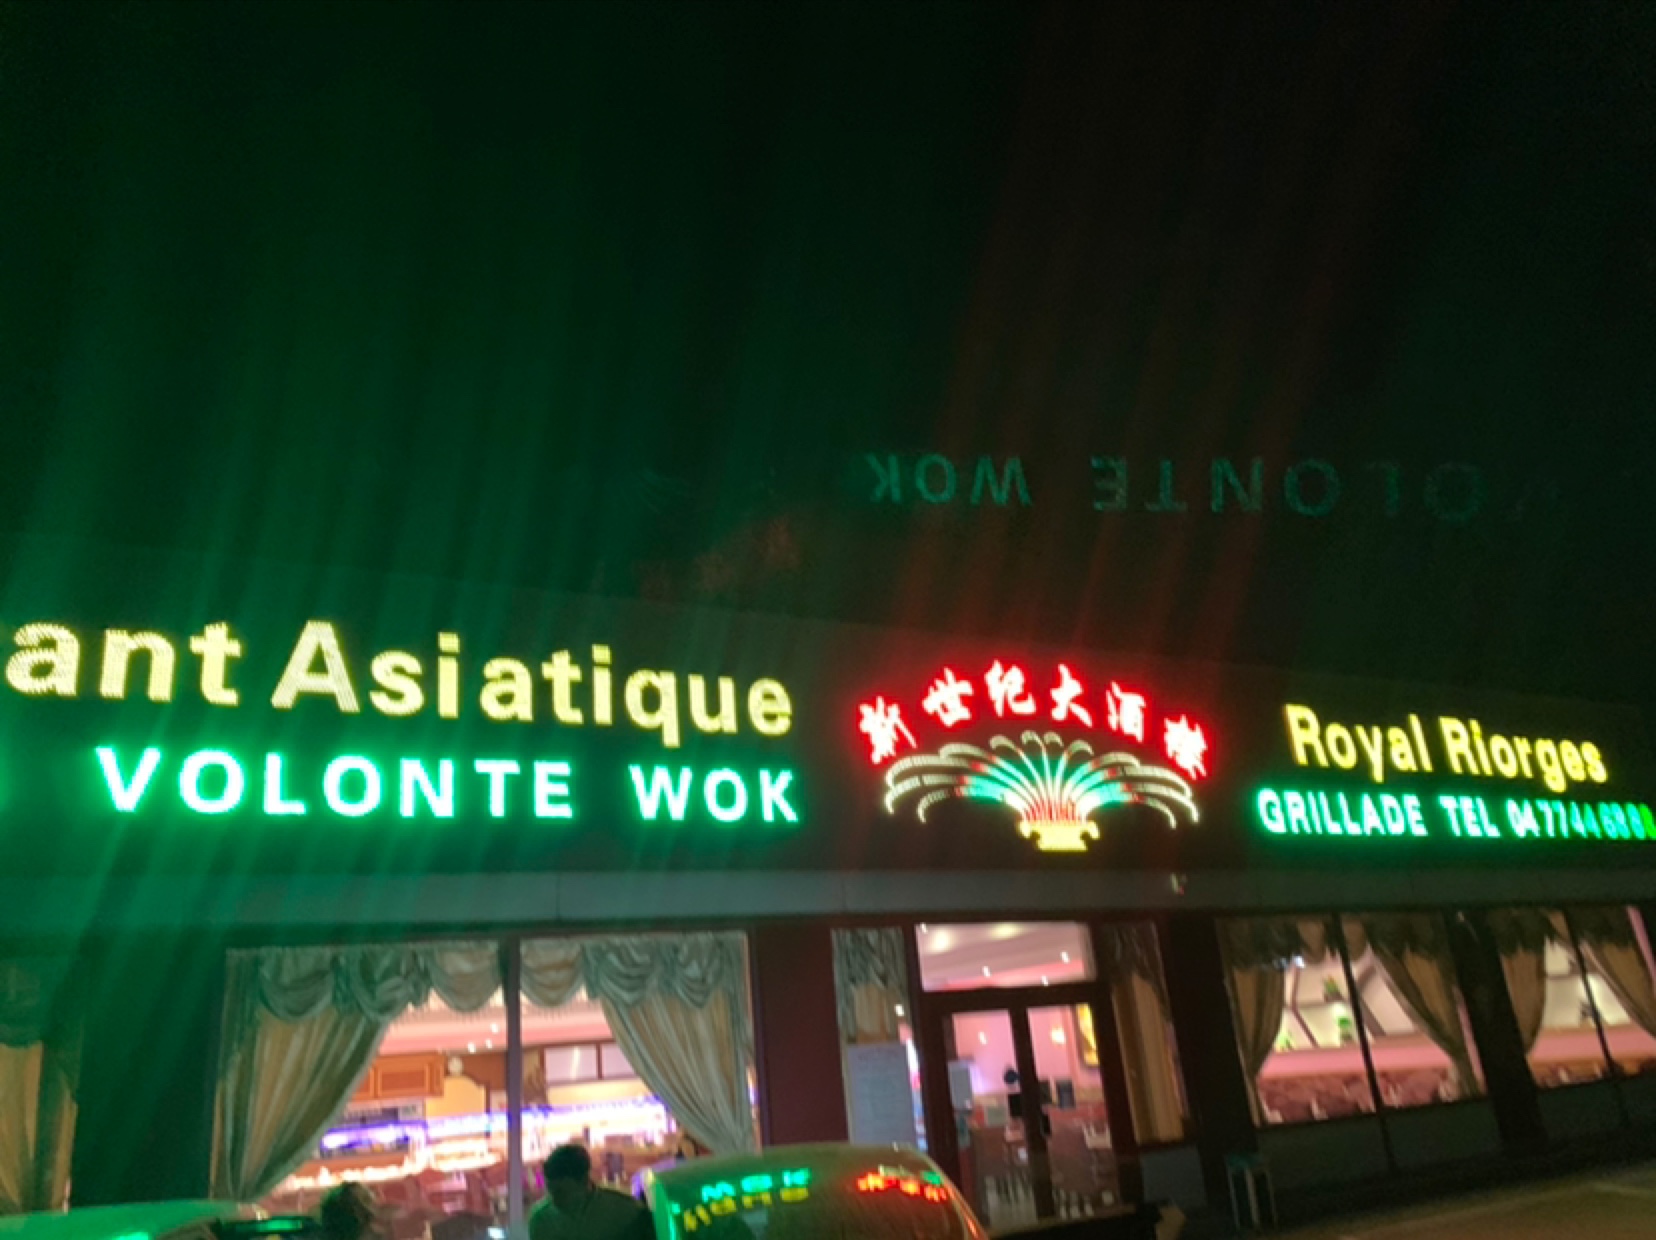 ant Asiatique
VOLONTE WOK
新世纪大酒楼
Royal Riorges
GRILLADE TEL